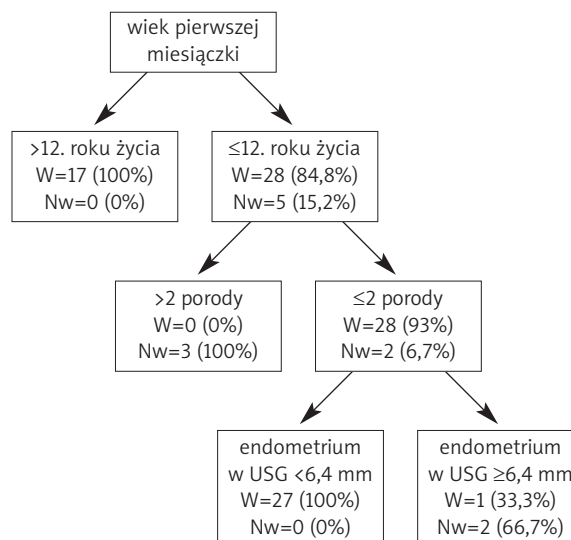 wiek pierwszej
miesiączki
>12. roku życia
W=17 (100%)
Nw=0 (0%)
≤12. roku życia
W=28 (84,8%)
Nw=5 (15,2%)
>2 porody
W=0 (0%)
Nw=3 (100%)
≤2 porody
W=28 (93%)
Nw=2 (6,7%)
endometrium
w USG <6,4 mm
W=27 (100%)
Nw=0 (0%)
endometrium
w USG ≥6,4 mm
W=1 (33,3%)
Nw=2 (66,7%)